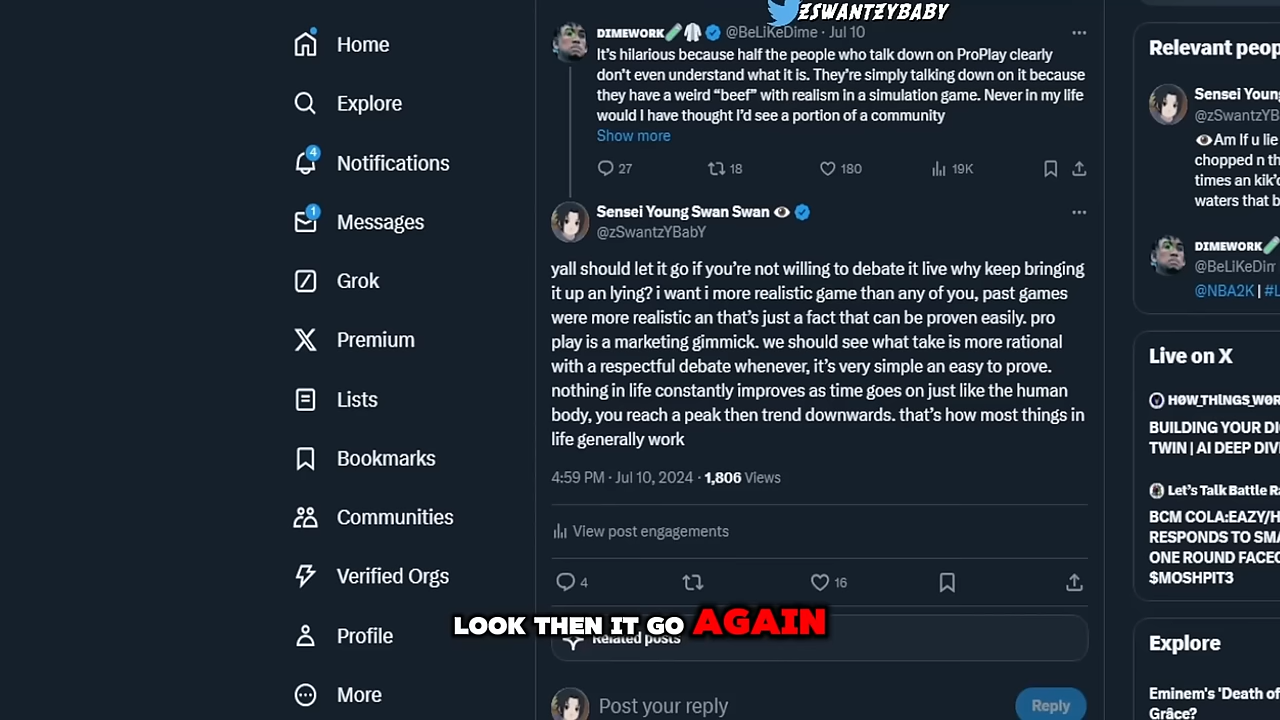 ZSWANTZYBABY
Home
Explore
Notifications
4
Messages
1
Grok
Premium
Lists
Bookmarks
Communities
Verified Orgs
Profile
More
DIMEWORK @BeLiKeDime · Jul 10
It's hilarious because half the people who talk down on ProPlay clearly
don't even understand what it is. They're simply talking down on it because
they have a weird “beef” with realism in a simulation game. Never in my life
would I have thought I'd see a portion of a community
Show more
27 18 180 19K
Sensei Young Swan Swan
@zSwantzYBabY
yall should let it go if you're not willing to debate it live why keep bringing
it up an lying? i want i more realistic game than any of you, past games
were more realistic an that's just a fact that can be proven easily. pro
play is a marketing gimmick. we should see what take is more rational
with a respectful debate whenever, it's very simple an easy to prove.
nothing in life constantly improves as time goes on just like the human
body, you reach a peak then trend downwards. that's how most things in
life generally work
4:59 PM · Jul 10, 2024 · 1,806 Views
View post engagements
4 16
LOOK THEN IT GO AGAIN
Related posts
Post your reply
Reply
Relevant peop
Sensei Young
@zSwantzYB
Am If u lie
chopped n th
times an kik'd
waters that b
DIMEWORK
@BeLiKeDim
@NBA2K | #L
Live on X
HØW_THÌNGS_WØR
BUILDING YOUR DIG
TWIN | AI DEEP DIV
Let's Talk Battle Ra
BCM COLA:EAZY/H
RESPONDS TO SMA
ONE ROUND FACEO
$MOSHPIT3
Explore
Eminem's 'Death of
Grâce?